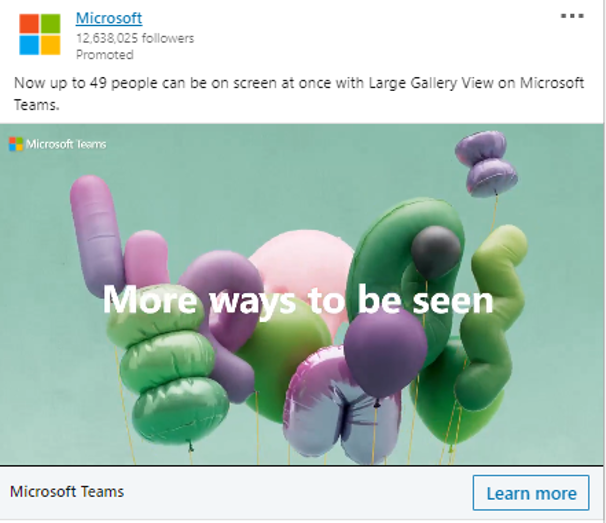 Microsoft
12,638,025 followers
Promoted
Now up to 49 people can be on screen at once with Large Gallery View on Microsoft
Teams.
Microsoft Teams
More ways to be seen
Microsoft Teams
Learn more